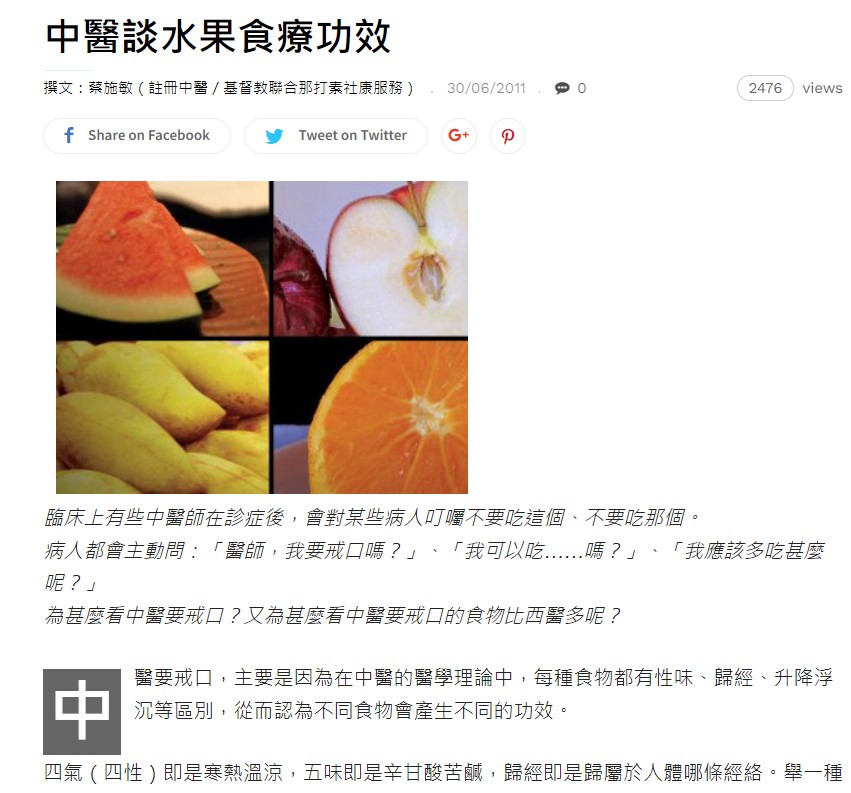 中醫談水果食療功效
撰文：蔡施敏（註冊中醫 / 基督教聯合那打素社康服務） . 30/06/2011 . 0 2476 views
Share on Facebook Tweet on Twitter G+
臨床上有些中醫師在診症後，會對某些病人叮囑不要吃這個、不要吃那個。
病人都會主動問：「醫師，我要戒口嗎？」、「我可以吃……嗎？」、「我應該多吃甚麼
呢？」
為甚麼看中醫要戒口？又為甚麼看中醫要戒口的食物比西醫多呢？
中 醫要戒口，主要是因為在中醫的醫學理論中，每種食物都有性味、歸經、升降浮
沉等區別，從而認為不同食物會產生不同的功效。
四氣（四性）即是寒熱溫涼，五味即是辛甘酸苦鹹，歸經即是歸屬於人體哪條經絡。舉一種